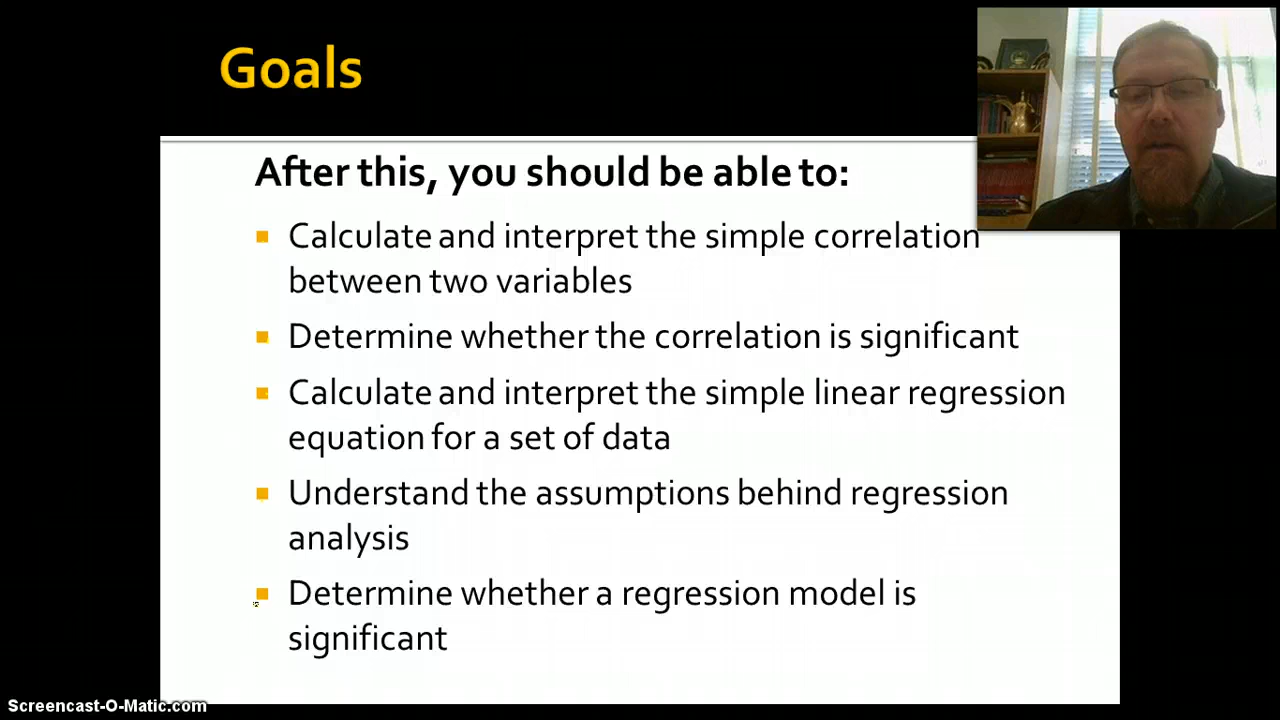 Goals
After this, you should be able to:
Calculate and interpret the simple correlation
between two variables
Determine whether the correlation is significant
Calculate and interpret the simple linear regression
equation for a set of data
Understand the assumptions behind regression
analysis
Determine whether a regression model is
significant
Screencast-O-Matic.com